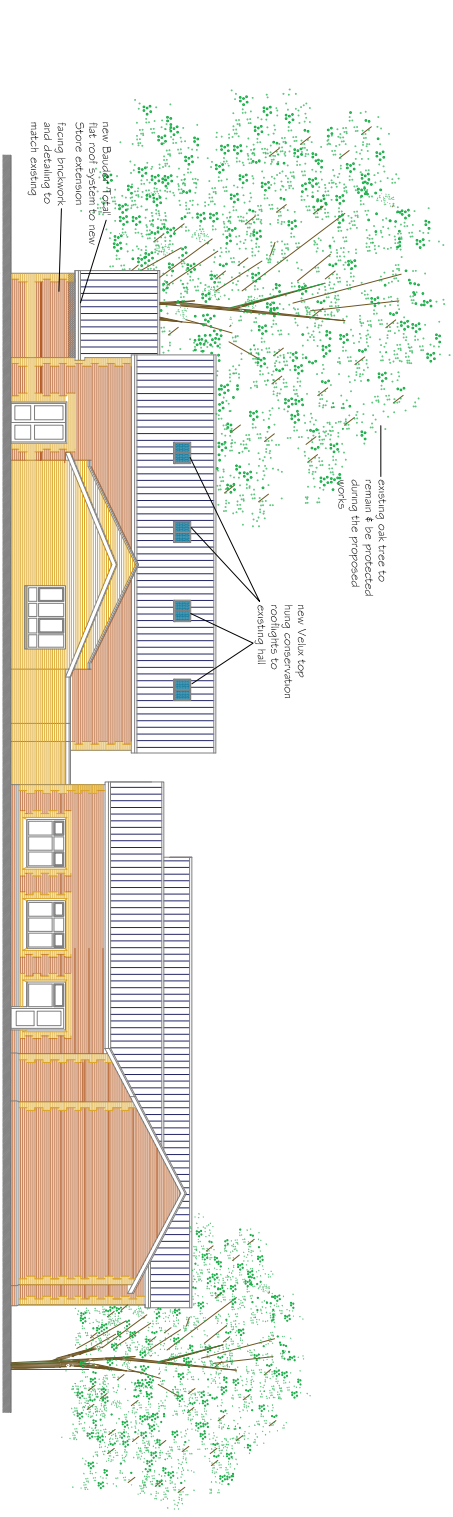 existing oak tree to
remain & be protected
during the proposed
works
new Velux top
hung conservation
rooflights to
existing hall
new Bauder Total
flat roof system to new
Store extension
facing brickwork
and detailing to
match existing